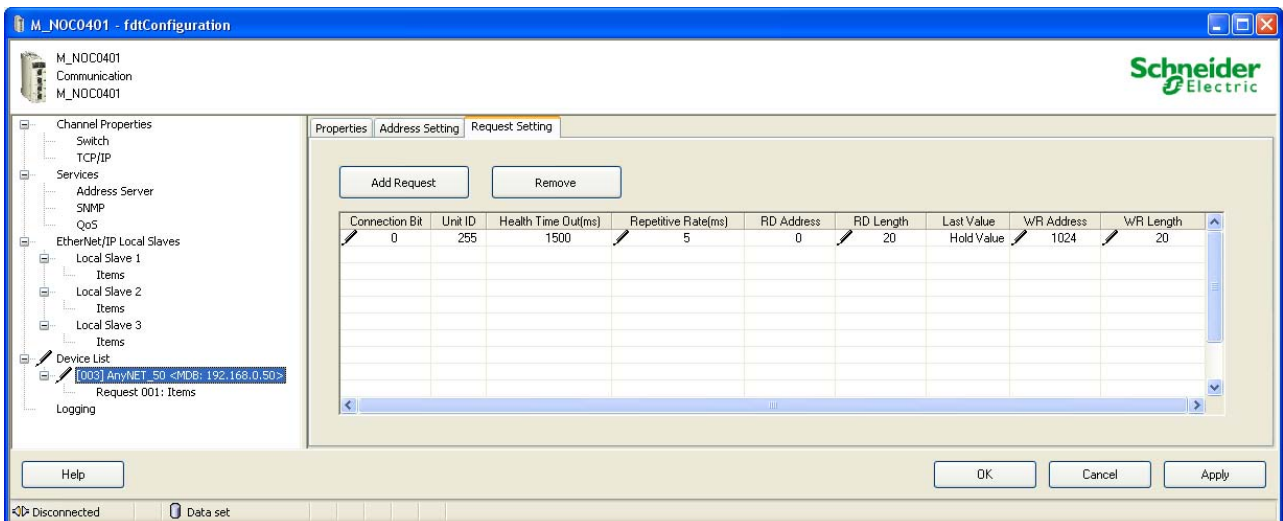 M_NOC0401 - fdtConfiguration
M_NOC0401
Communication
M_NOC0401
Schneider
Electric
Channel Properties
Switch
TCP/IP
Services
Address Server
SNMP
QoS
EtherNet/IP Local Slaves
Local Slave 1
Items
Local Slave 2
Items
Local Slave 3
Items
Device List
[003] AnyNET_50 <MDB: 192.168.0.50>
Request 001: Items
Logging
Properties Address Setting Request Setting
Add Request Remove
Connection Bit Unit ID Health Time Out(ms) Repetitive Rate(ms) RD Address RD Length Last Value WR Address WR Length
0 255 1500 5 0 20 Hold Value 1024 20
Help OK Cancel Apply
Disconnected Data set